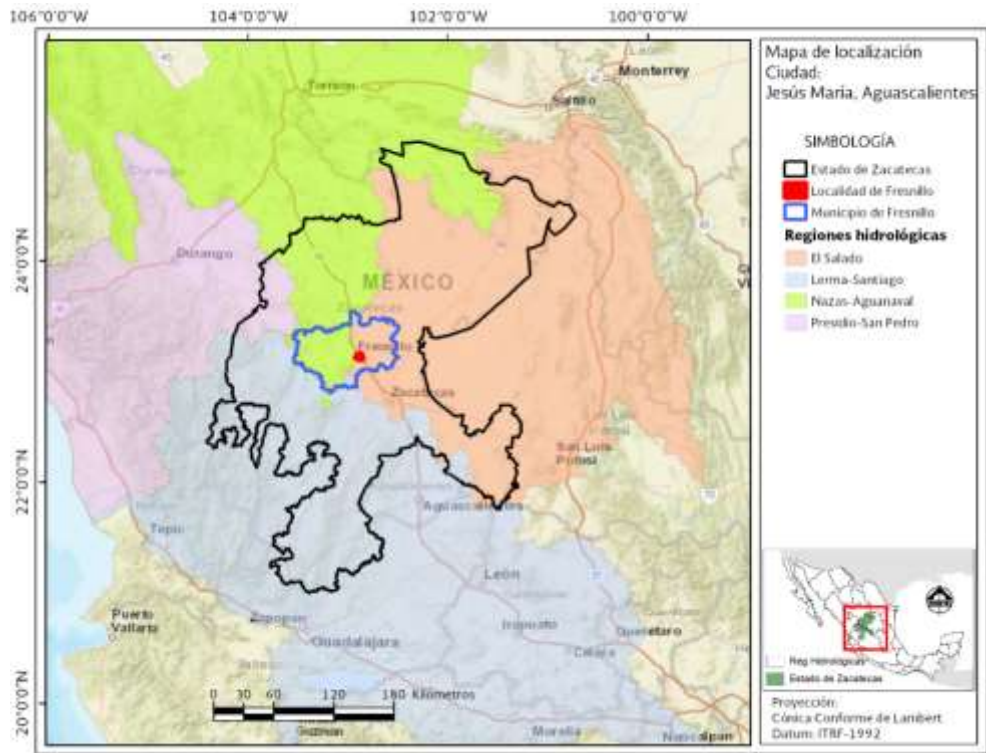 106°0'0"W
104°0'0"W
102°0'0"W
100°0'0"W
24°0'0"N
22°0'0"N
20°0'0"N
Monterrey
Saltillo
Torreón
Durango
MÉXICO
Fresnillo
Zacatecas
San Luis
Potosí
Aguascalientes
Tepic
León
Puerto
Vallarta
Zapopan
Guadalajara
Irapuato
Querétaro
Celaya
Morelia
0 30 60 120 180 Kilómetros
Mapa de localización
Ciudad:
Jesús María, Aguascalientes
SIMBOLOGÍA
Estado de Zacatecas
Localidad de Fresnillo
Municipio de Fresnillo
Regiones hidrológicas
El Salado
Lerma-Santiago
Nazas-Aguanaval
Presidio-San Pedro
Reg Hidrológicas
Estado de Zacatecas
Proyección:
Cónica Conforme de Lambert
Datum: ITRF-1992